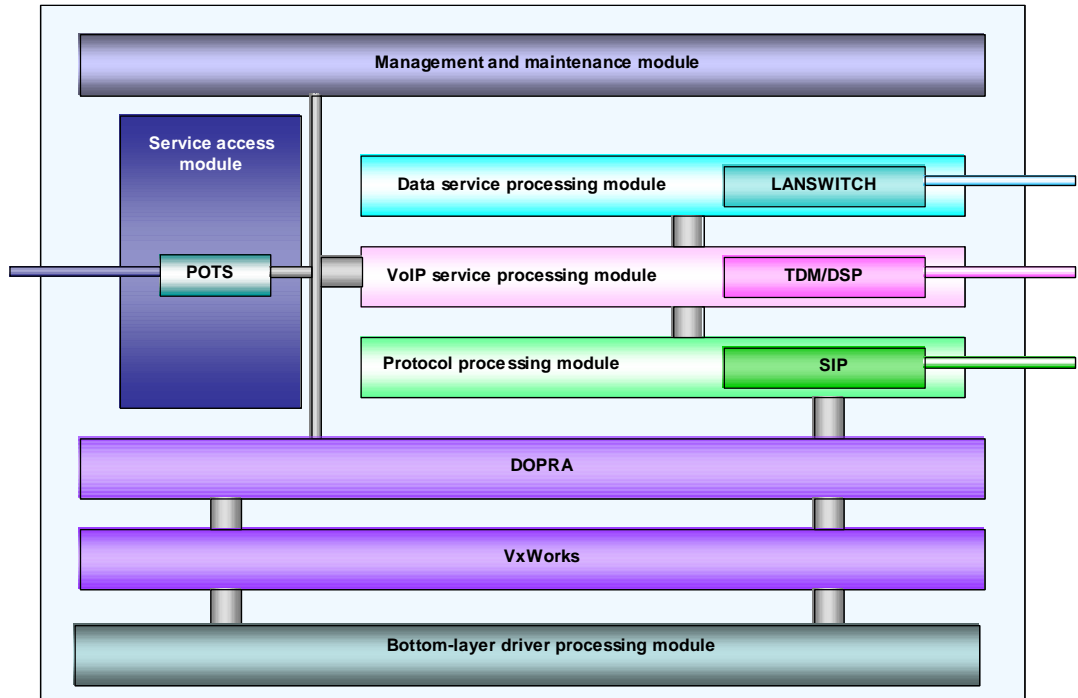 Management and maintenance module
Service access
module
Data service processing module
LANSWITCH
POTS
VoIP service processing module
TDM/DSP
Protocol processing module
SIP
DOPRA
VxWorks
Bottom-layer driver processing module